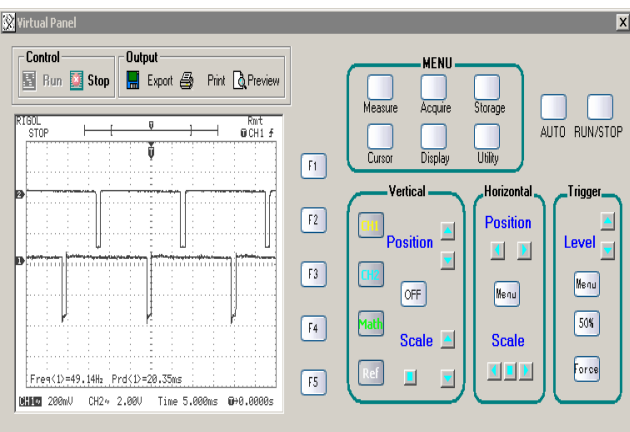 Virtual Panel
X
Control
Run
Stop
Output
Export
Print
Preview
RIGOL
STOP
Rmt
CH1
2
1
Freq(1)=49.14Hz Prd(1)=20.35ms
CH1 200mV CH2 2.00V Time 5.000ms 0.0000s
F1
F2
F3
F4
F5
MENU
Measure Acquire Storage
Cursor Display Utility
AUTO RUN/STOP
Vertical
CH1
Position
CH2
OFF
Math
Scale
Ref
Horizontal
Position
Menu
Scale
Trigger
Level
Menu
50%
Force